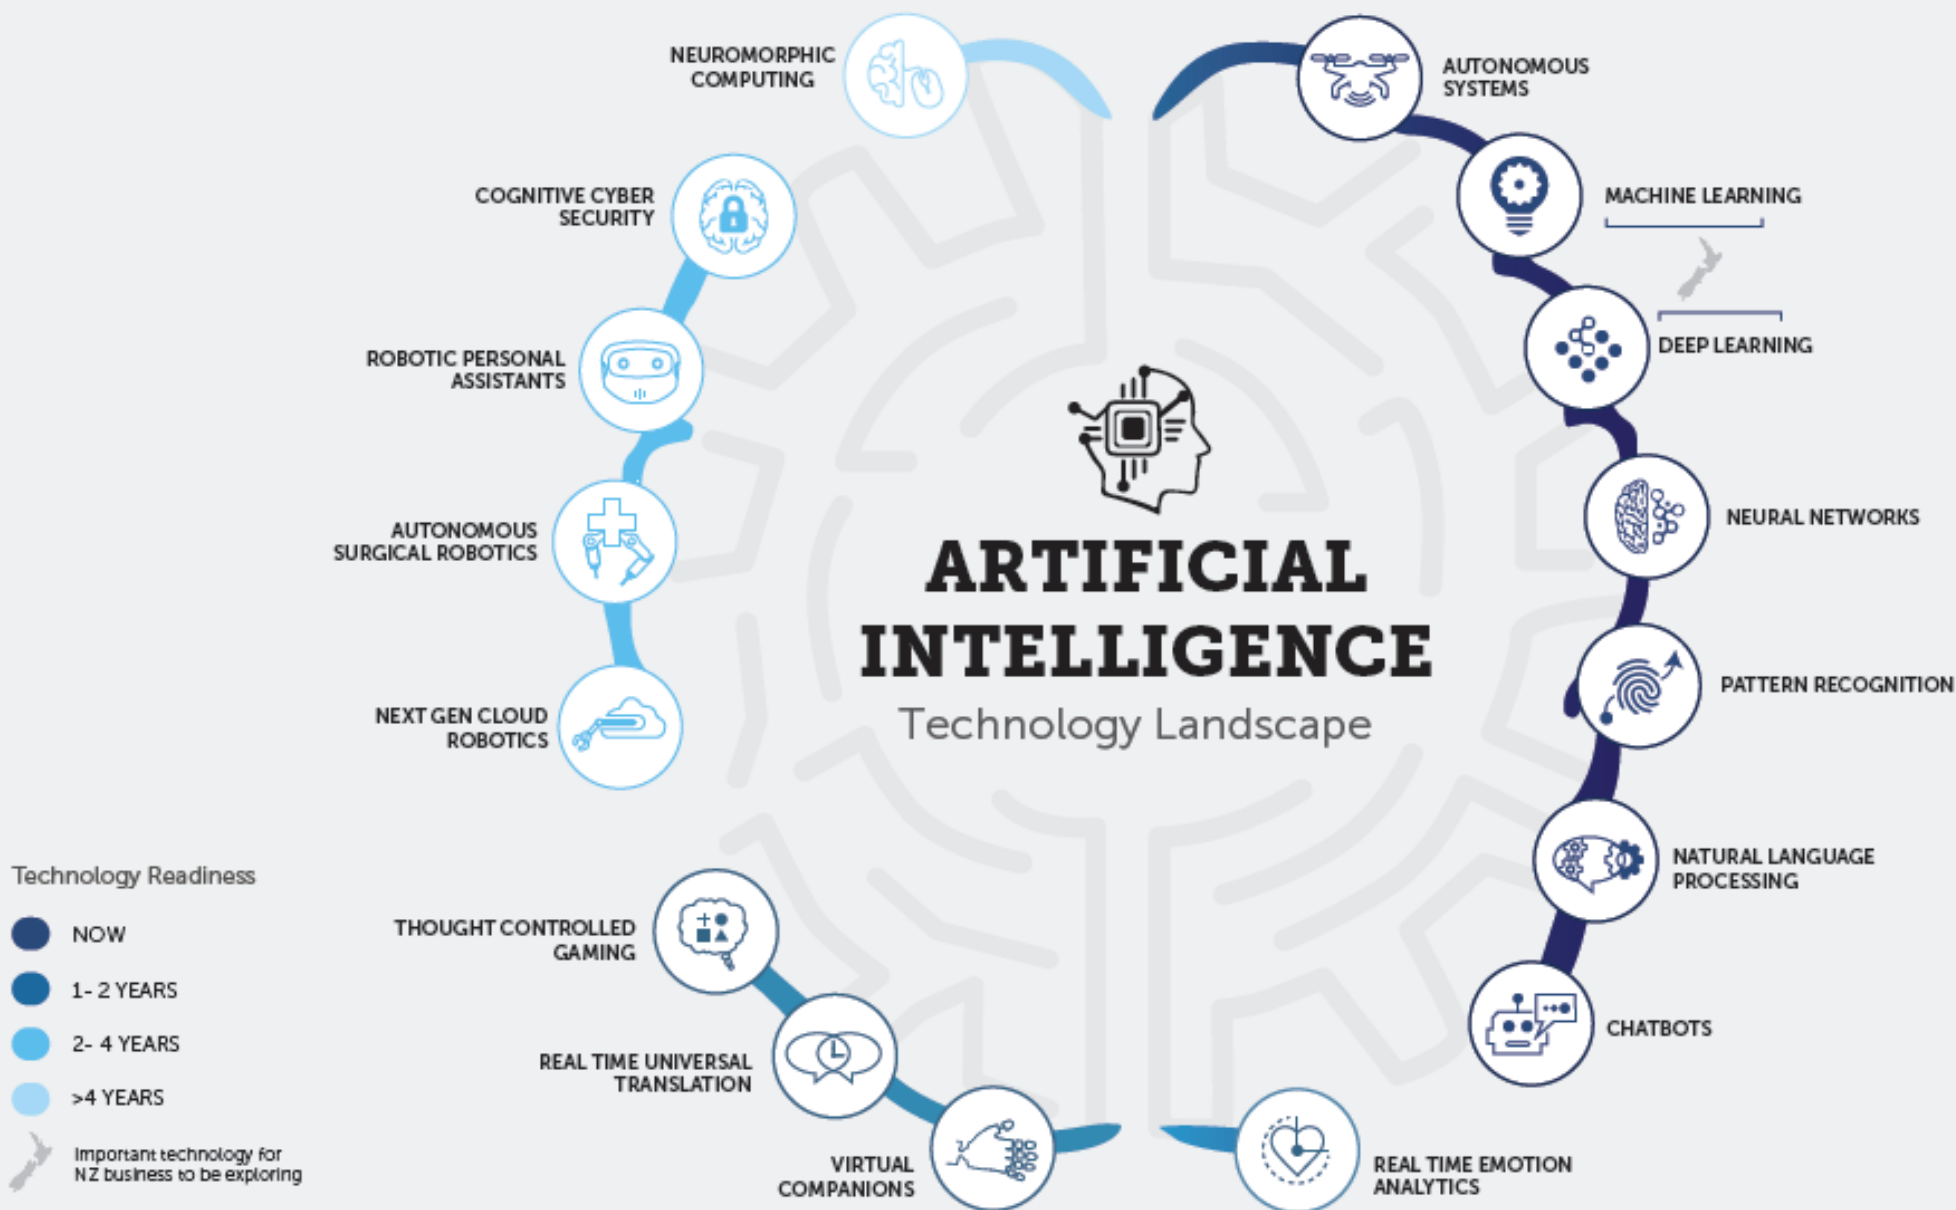 NEUROMORPHIC
COMPUTING
AUTONOMOUS
SYSTEMS
COGNITIVE CYBER
SECURITY
MACHINE LEARNING
ROBOTIC PERSONAL
ASSISTANTS
DEEP LEARNING
AUTONOMOUS
SURGICAL ROBOTICS
NEURAL NETWORKS
ARTIFICIAL
INTELLIGENCE
Technology Landscape
NEXT GEN CLOUD
ROBOTICS
PATTERN RECOGNITION
NATURAL LANGUAGE
PROCESSING
THOUGHT CONTROLLED
GAMING
CHATBOTS
REAL TIME UNIVERSAL
TRANSLATION
VIRTUAL
COMPANIONS
REAL TIME EMOTION
ANALYTICS
Technology Readiness
NOW
1- 2 YEARS
2- 4 YEARS
>4 YEARS
Important technology for
NZ business to be exploring